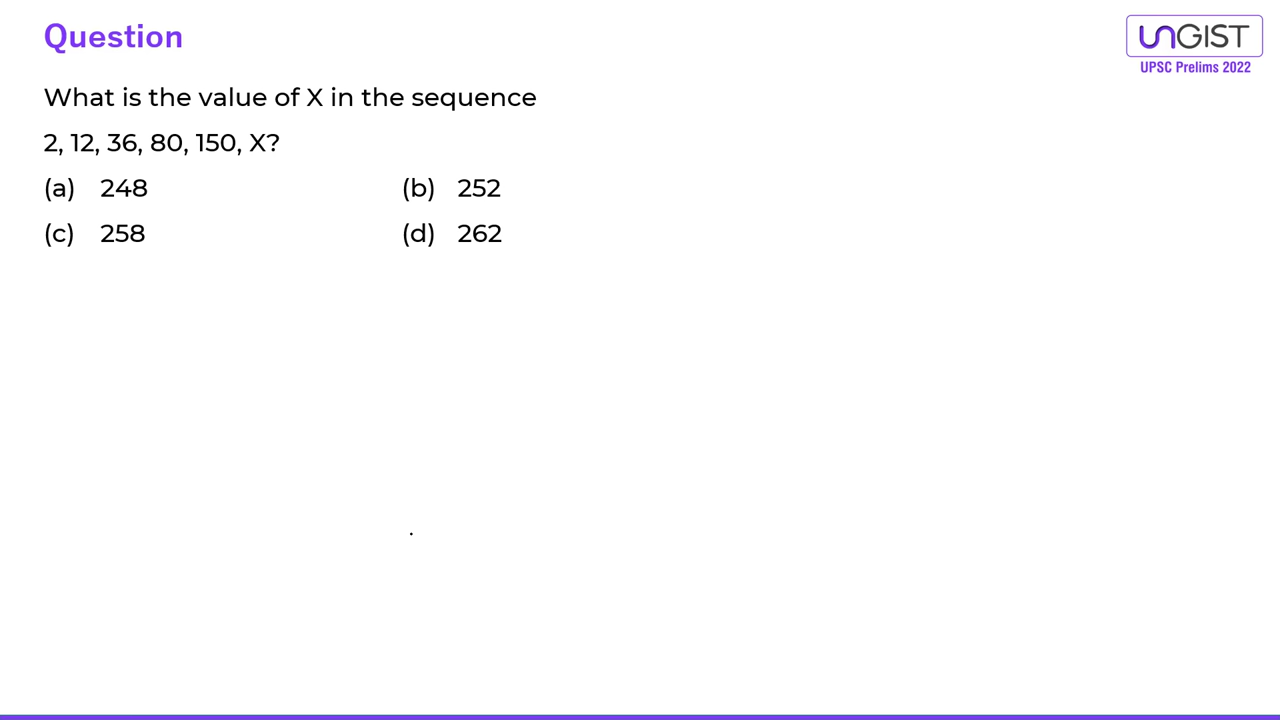 Question
UNGIST
UPSC Prelims 2022
What is the value of X in the sequence
2, 12, 36, 80, 150, X?
(a) 248 (b) 252
(c) 258 (d) 262